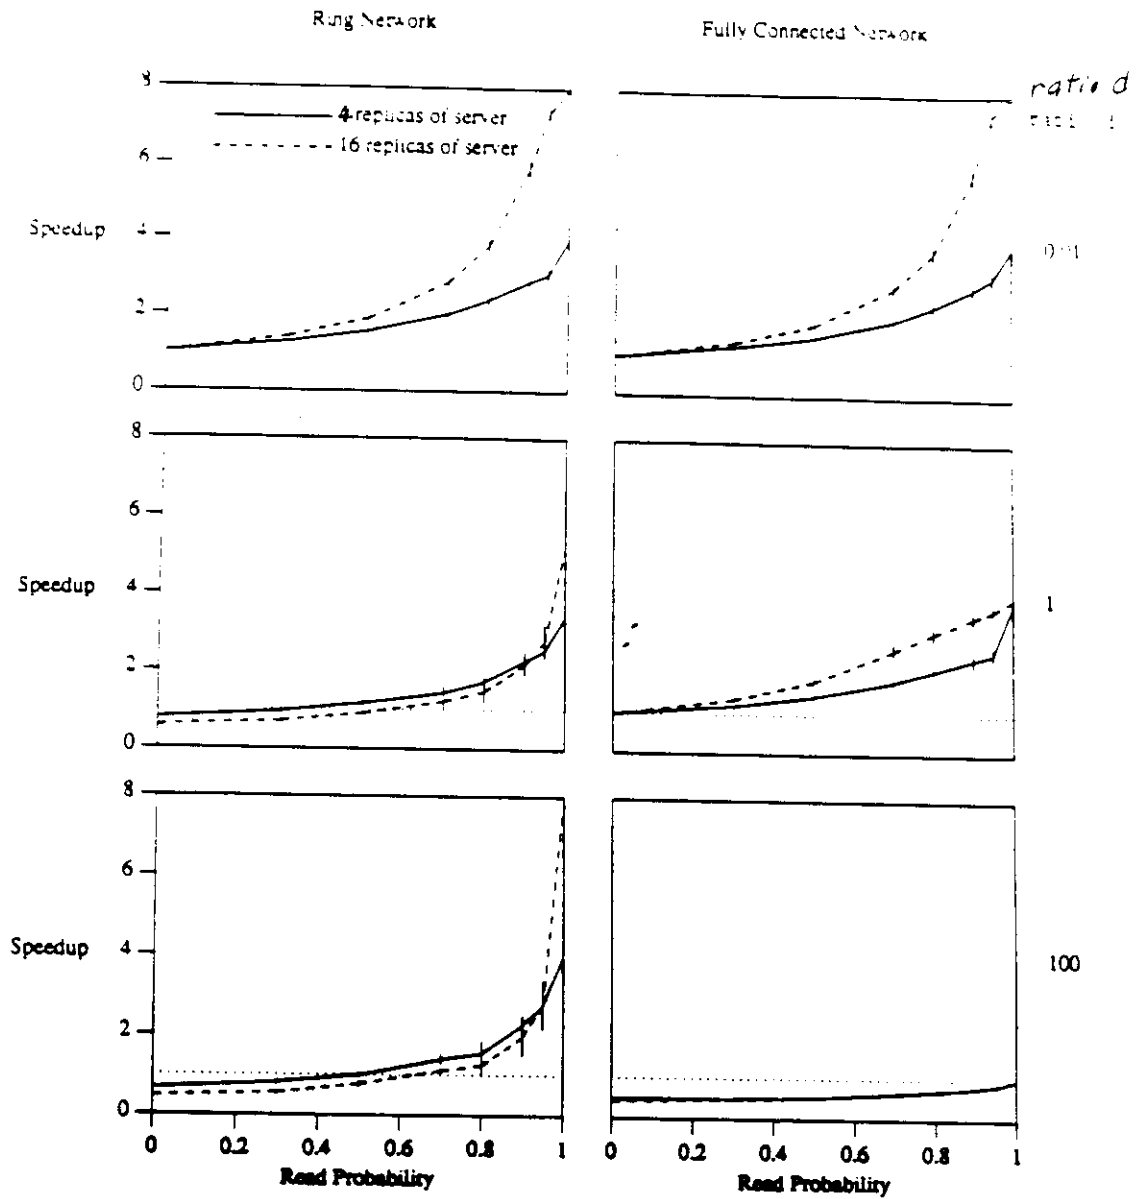 Ring Network
Fully Connected Network
ratio d
8
4 replicas of server
16 replicas of server
6
Speedup
4
0.01
2
0
8
6
Speedup
4
1
2
0
8
6
Speedup
4
100
2
0
0 0.2 0.4 0.6 0.8 1
0 0.2 0.4 0.6 0.8 1
Read Probability
Read Probability